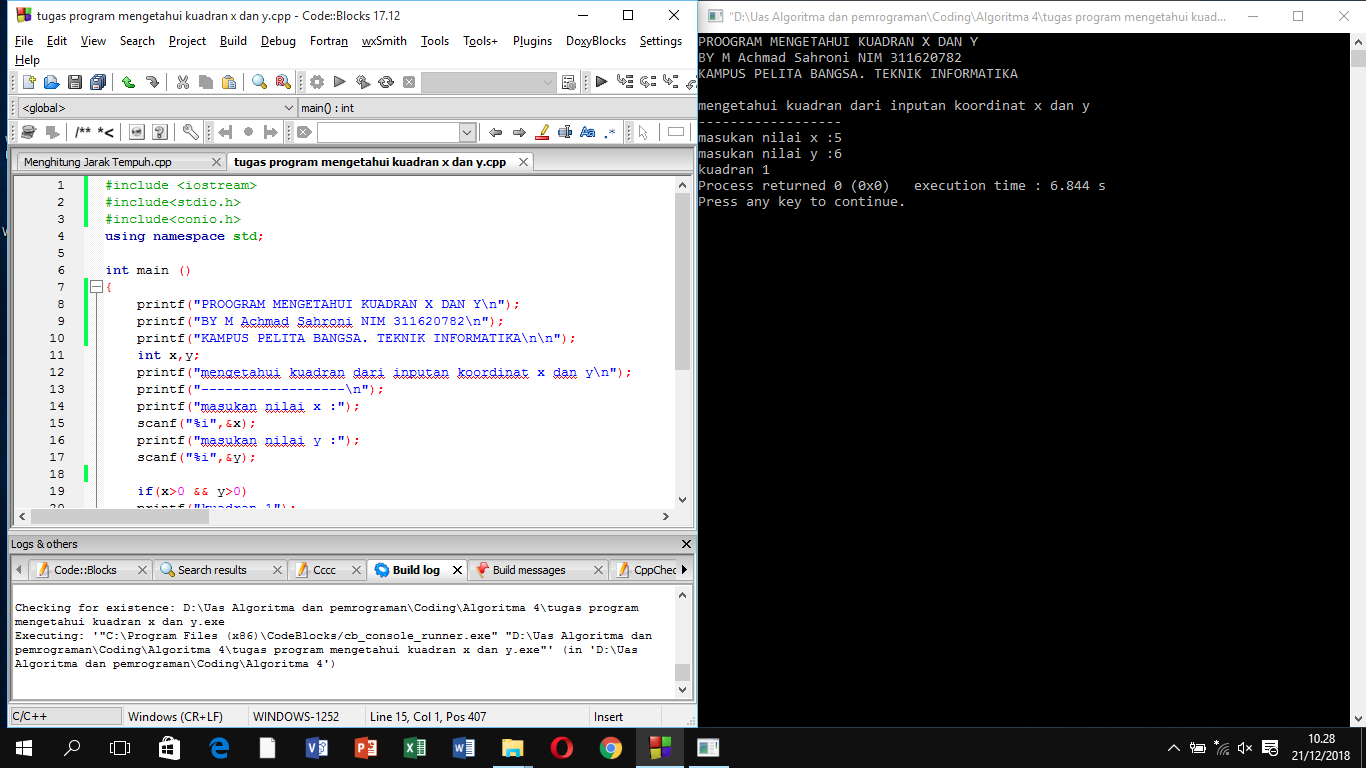 tugas program mengetahui kuadran x dan y.cpp - Code::Blocks 17.12
File Edit View Search Project Build Debug Fortran wxSmith Tools Tools+ Plugins DoxyBlocks Settings
Help
<global> main() : int
/** *<
Aa .*
Menghitung Jarak Tempuh.cpp tugas program mengetahui kuadran x dan y.cpp
1 #include <iostream>
2 #include<stdio.h>
3 #include<conio.h>
4 using namespace std;
5
6 int main ()
7 {
8 printf("PROOGRAM MENGETAHUI KUADRAN X DAN Y\n");
9 printf("BY M Achmad Sahroni NIM 311620782\n");
10 printf("KAMPUS PELITA BANGSA. TEKNIK INFORMATIKA\n\n");
11 int x,y;
12 printf("mengetahui kuadran dari inputan koordinat x dan y\n");
13 printf("------------------\n");
14 printf("masukan nilai x :");
15 scanf("%i",&x);
16 printf("masukan nilai y :");
17 scanf("%i",&y);
18
19 if(x>0 && y>0)
20 printf("kuadran 1");
Logs & others
Code::Blocks Search results Cccc Build log Build messages CppChec
Checking for existence: D:\Uas Algoritma dan pemrograman\Coding\Algoritma 4\tugas program
mengetahui kuadran x dan y.exe
Executing: '"C:\Program Files (x86)\CodeBlocks/cb_console_runner.exe" "D:\Uas Algoritma dan
pemrograman\Coding\Algoritma 4\tugas program mengetahui kuadran x dan y.exe"' (in 'D:\Uas
Algoritma dan pemrograman\Coding\Algoritma 4')
C/C++ Windows (CR+LF) WINDOWS-1252 Line 15, Col 1, Pos 407 Insert
"D:\Uas Algoritma dan pemrograman\Coding\Algoritma 4\tugas program mengetahui kuad...
PROOGRAM MENGETAHUI KUADRAN X DAN Y
BY M Achmad Sahroni NIM 311620782
KAMPUS PELITA BANGSA. TEKNIK INFORMATIKA
mengetahui kuadran dari inputan koordinat x dan y
------------------
masukan nilai x :5
masukan nilai y :6
kuadran 1
Process returned 0 (0x0) execution time : 6.844 s
Press any key to continue.
10.28
21/12/2018